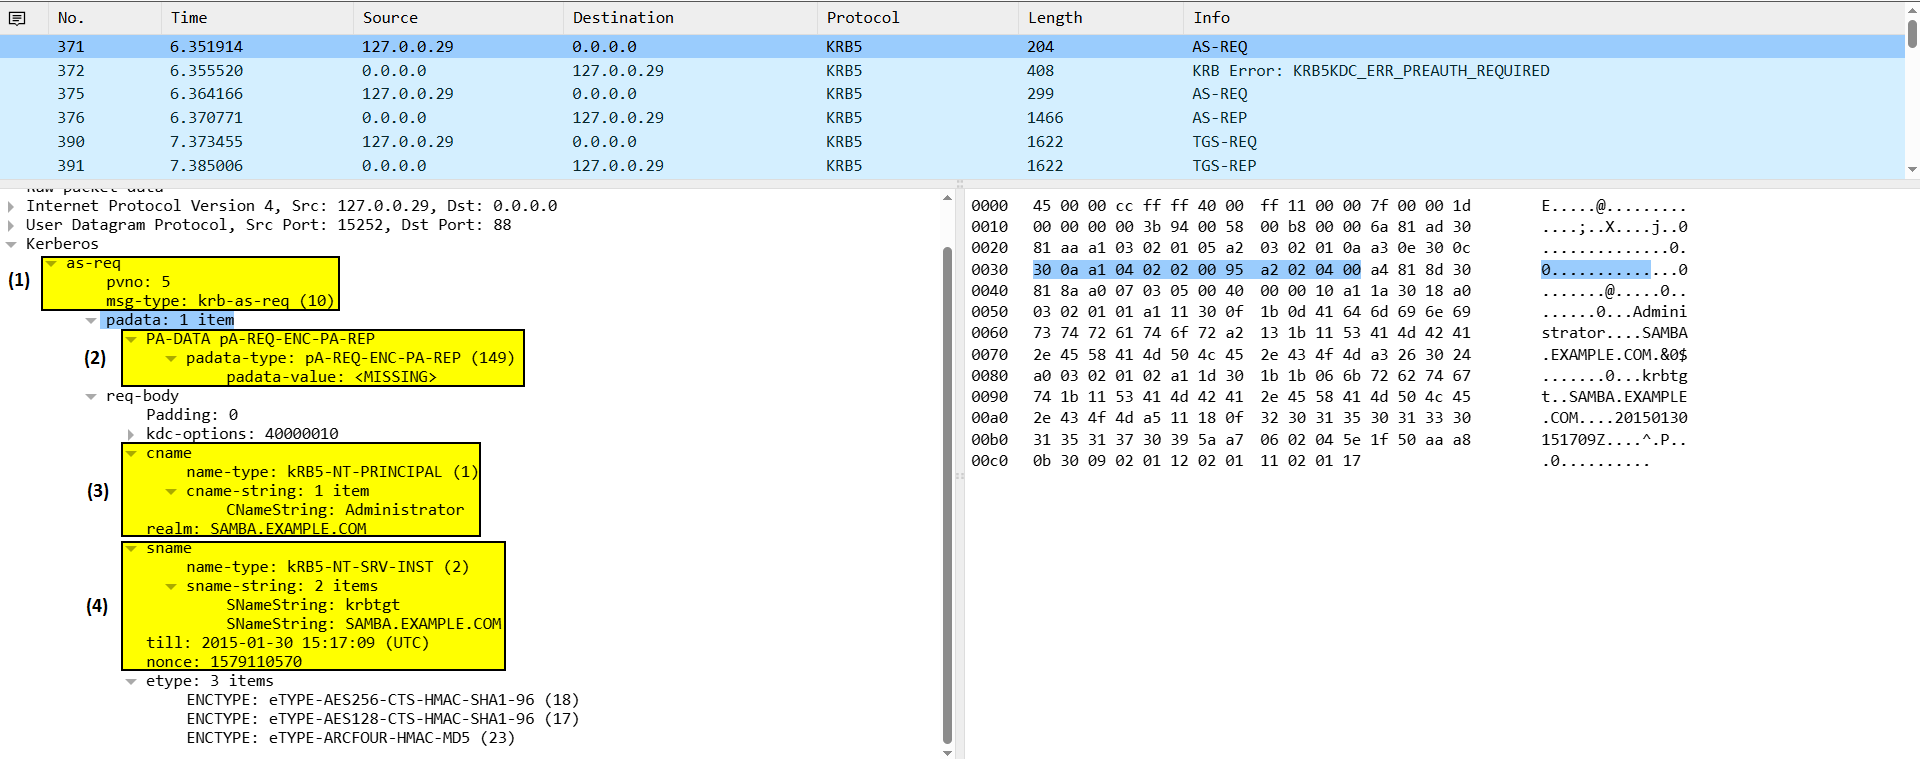 No. Time Source Destination Protocol Length Info
371 6.351914 127.0.0.29 0.0.0.0 KRB5 204 AS-REQ
372 6.355520 0.0.0.0 127.0.0.29 KRB5 408 KRB Error: KRB5KDC_ERR_PREAUTH_REQUIRED
375 6.364166 127.0.0.29 0.0.0.0 KRB5 299 AS-REQ
376 6.370771 0.0.0.0 127.0.0.29 KRB5 1466 AS-REP
390 7.373455 127.0.0.29 0.0.0.0 KRB5 1622 TGS-REQ
391 7.385006 0.0.0.0 127.0.0.29 KRB5 1622 TGS-REP
Raw packet data
Internet Protocol Version 4, Src: 127.0.0.29, Dst: 0.0.0.0
User Datagram Protocol, Src Port: 15252, Dst Port: 88
Kerberos
as-req
(1)
pvno: 5
msg-type: krb-as-req (10)
padata: 1 item
PA-DATA pA-REQ-ENC-PA-REP
(2) padata-type: pA-REQ-ENC-PA-REP (149)
padata-value: <MISSING>
req-body
Padding: 0
kdc-options: 40000010
cname
name-type: kRB5-NT-PRINCIPAL (1)
(3) cname-string: 1 item
CNameString: Administrator
realm: SAMBA.EXAMPLE.COM
sname
name-type: kRB5-NT-SRV-INST (2)
sname-string: 2 items
(4) SNameString: krbtgt
SNameString: SAMBA.EXAMPLE.COM
till: 2015-01-30 15:17:09 (UTC)
nonce: 1579110570
etype: 3 items
ENCTYPE: eTYPE-AES256-CTS-HMAC-SHA1-96 (18)
ENCTYPE: eTYPE-AES128-CTS-HMAC-SHA1-96 (17)
ENCTYPE: eTYPE-ARCFOUR-HMAC-MD5 (23)
0000 45 00 00 cc ff ff 40 00 ff 11 00 00 7f 00 00 1d E.....@.........
0010 00 00 00 00 3b 94 00 58 00 b8 00 00 6a 81 ad 30 ....;..X....j..0
0020 81 aa a1 03 02 01 05 a2 03 02 01 0a a3 0e 30 0c ..............0.
0030 30 0a a1 04 02 02 00 95 a2 02 04 00 a4 81 8d 30 0..............0
0040 81 8a a0 07 03 05 00 40 00 00 10 a1 1a 30 18 a0 .......@.....0..
0050 03 02 01 01 a1 11 30 0f 1b 0d 41 64 6d 69 6e 69 ......0...Admini
0060 73 74 72 61 74 6f 72 a2 13 1b 11 53 41 4d 42 41 strator....SAMBA
0070 2e 45 58 41 4d 50 4c 45 2e 43 4f 4d a3 26 30 24 .EXAMPLE.COM.&0$
0080 a0 03 02 01 02 a1 1d 30 1b 1b 06 6b 72 62 74 67 .......0...krbtg
0090 74 1b 11 53 41 4d 42 41 2e 45 58 41 4d 50 4c 45 t..SAMBA.EXAMPLE
00a0 2e 43 4f 4d a5 11 18 0f 32 30 31 35 30 31 33 30 .COM....20150130
00b0 31 35 31 37 30 39 5a a7 06 02 04 5e 1f 50 aa a8 151709Z....^.P..
00c0 0b 30 09 02 01 12 02 01 11 02 01 17 .0..........